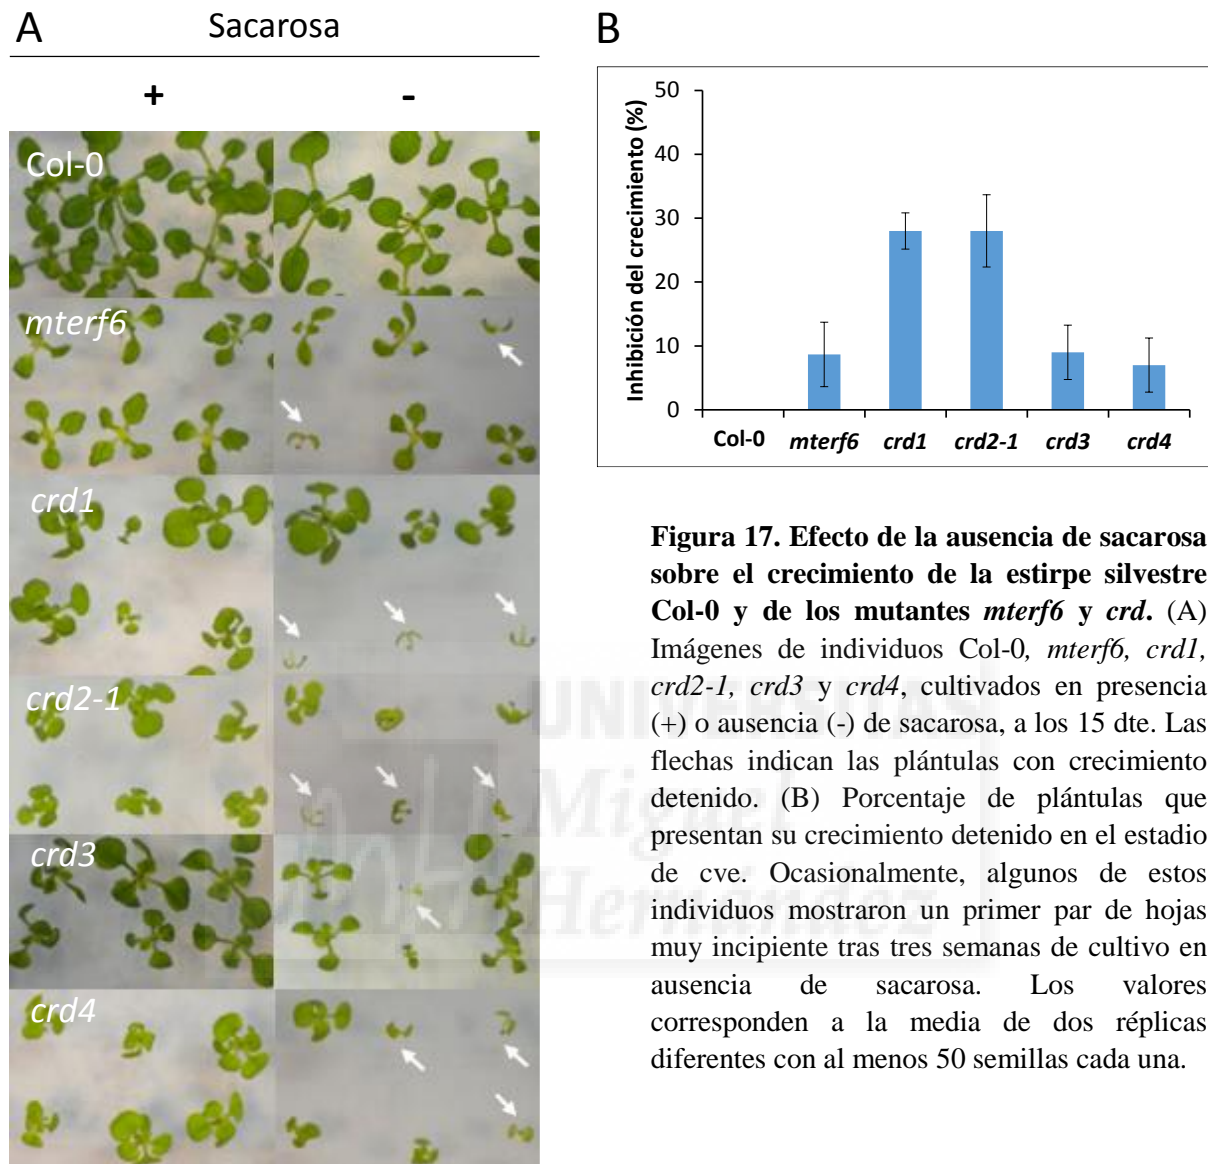 A
Sacarosa
+
-
Col-0
mterf6
crd1
crd2-1
crd3
crd4
B
Inhibición del crecimiento (%)
50
40
30
20
10
0
Col-0 mterf6 crd1 crd2-1 crd3 crd4
Figura 17. Efecto de la ausencia de sacarosa
sobre el crecimiento de la estirpe silvestre
Col-0 y de los mutantes mterf6 y crd. (A)
Imágenes de individuos Col-0, mterf6, crd1,
crd2-1, crd3 y crd4, cultivados en presencia
(+) o ausencia (-) de sacarosa, a los 15 dte. Las
flechas indican las plántulas con crecimiento
detenido. (B) Porcentaje de plántulas que
presentan su crecimiento detenido en el estadio
de cve. Ocasionalmente, algunos de estos
individuos mostraron un primer par de hojas
muy incipiente tras tres semanas de cultivo en
ausencia de sacarosa. Los valores
corresponden a la media de dos réplicas
diferentes con al menos 50 semillas cada una.
UNIVERSITAS
Miguel
Hernández